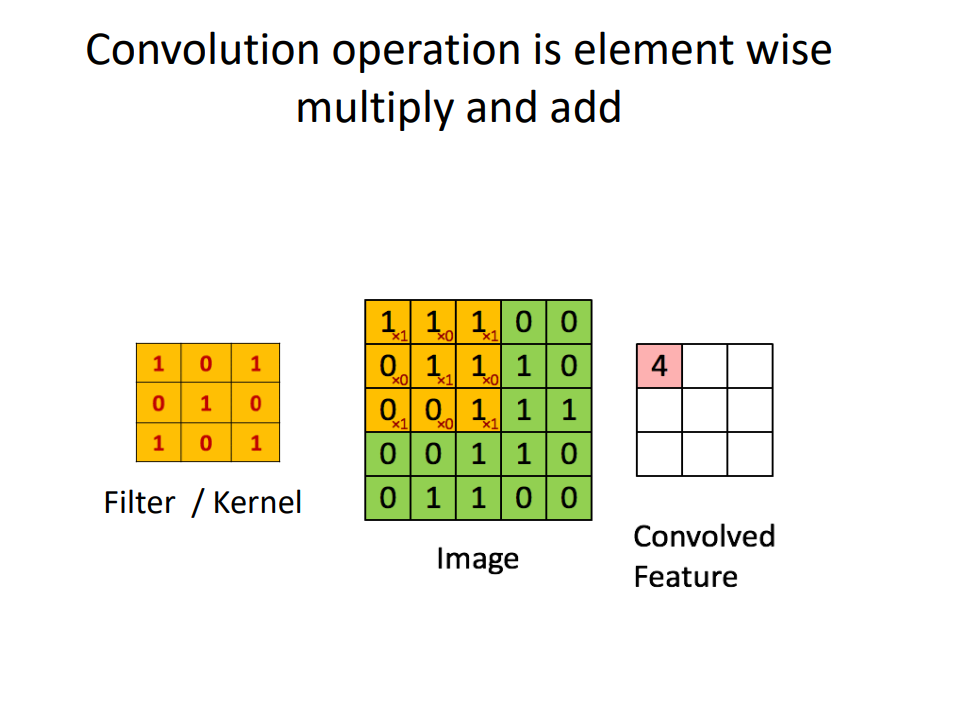 Convolution operation is element wise
multiply and add
1 0 1
0 1 0
1 0 1
Filter / Kernel
1×1 1×0 1×1 0 0
0×0 1×1 1×0 1 0
0×1 0×0 1×1 1 1
0 0 1 1 0
0 1 1 0 0
Image
4
Convolved
Feature